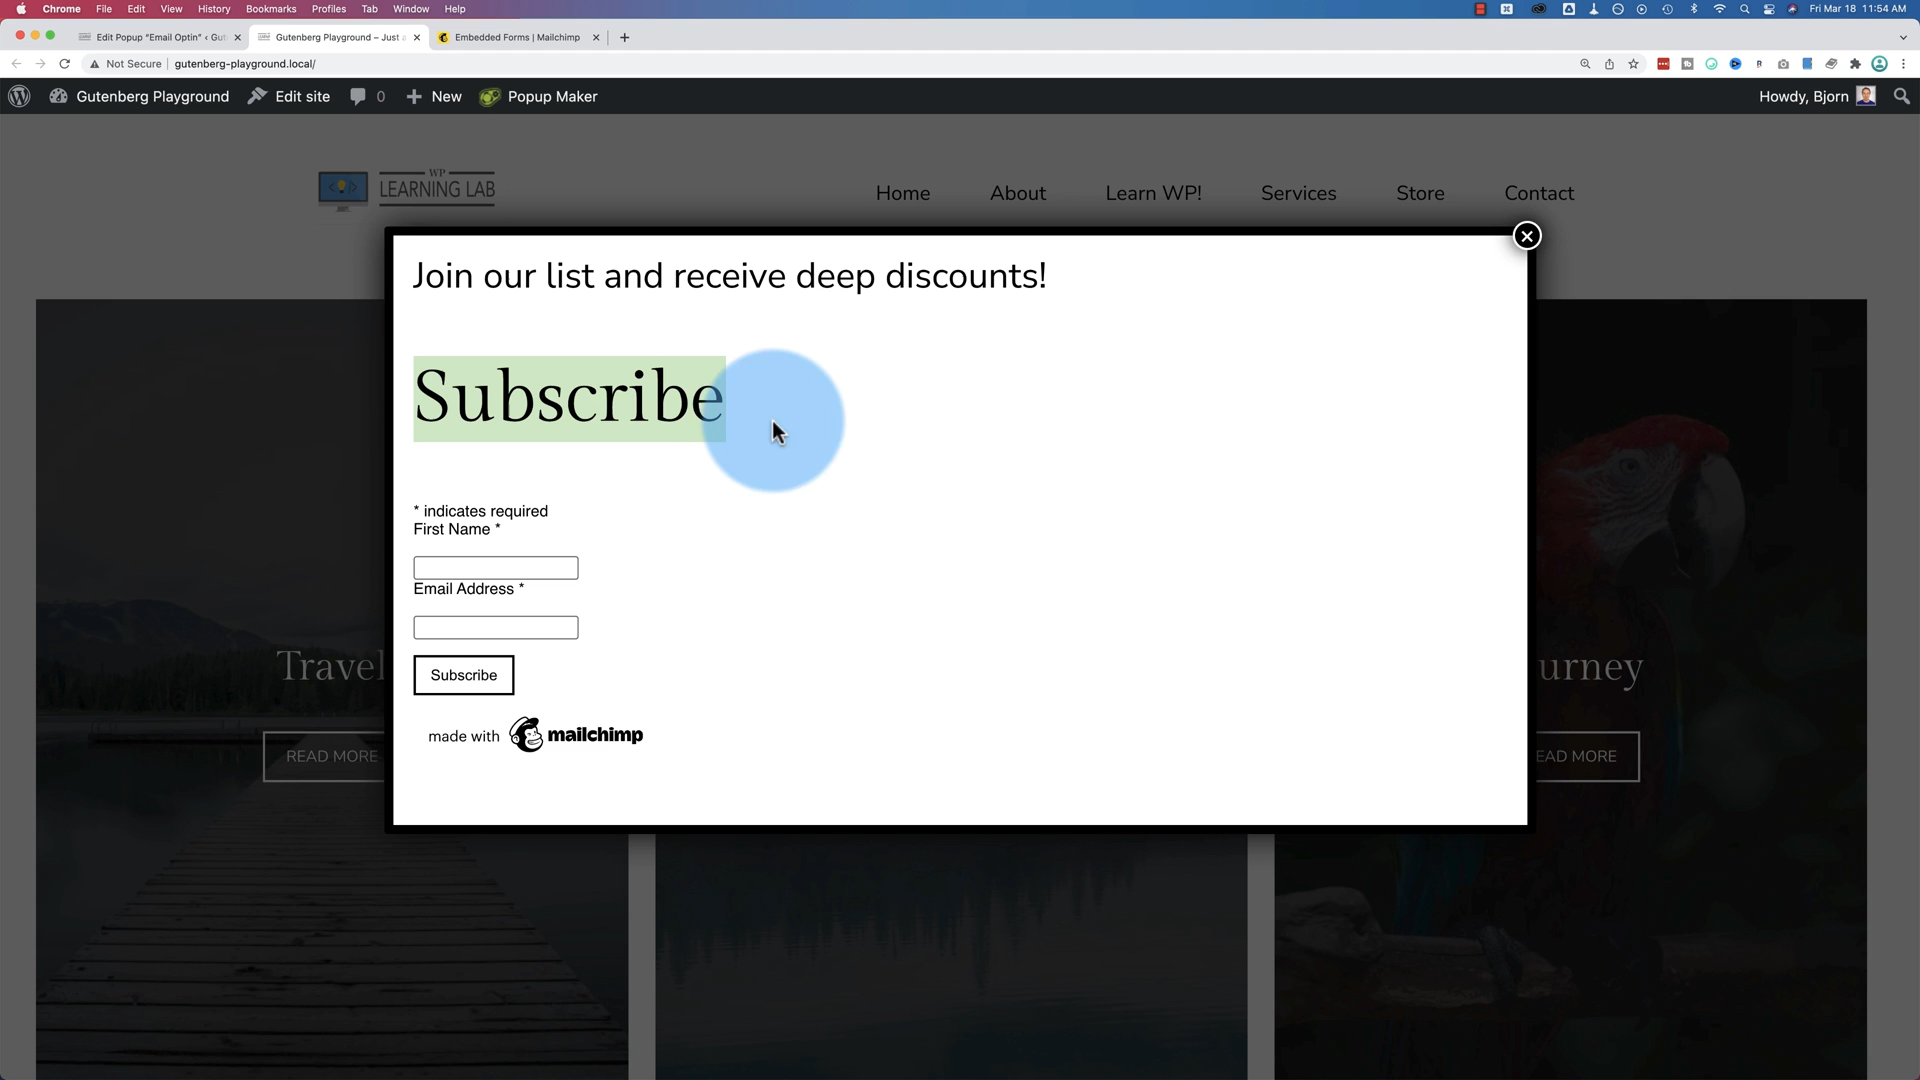 Chrome File Edit View History Bookmarks Profiles Tab Window Help Fri Mar 18 11:54 AM
Edit Popup "Email Optin" ‹ Gut
Gutenberg Playground – Just a
Embedded Forms | Mailchimp
Not Secure gutenberg-playground.local/
Gutenberg Playground Edit site 0 New Popup Maker Howdy, Bjorn
WP
LEARNING LAB
Home About Learn WP! Services Store Contact
Join our list and receive deep discounts!
Subscribe
* indicates required
First Name *
Email Address *
Subscribe
made with mailchimp
Travel
READ MORE
urney
EAD MORE